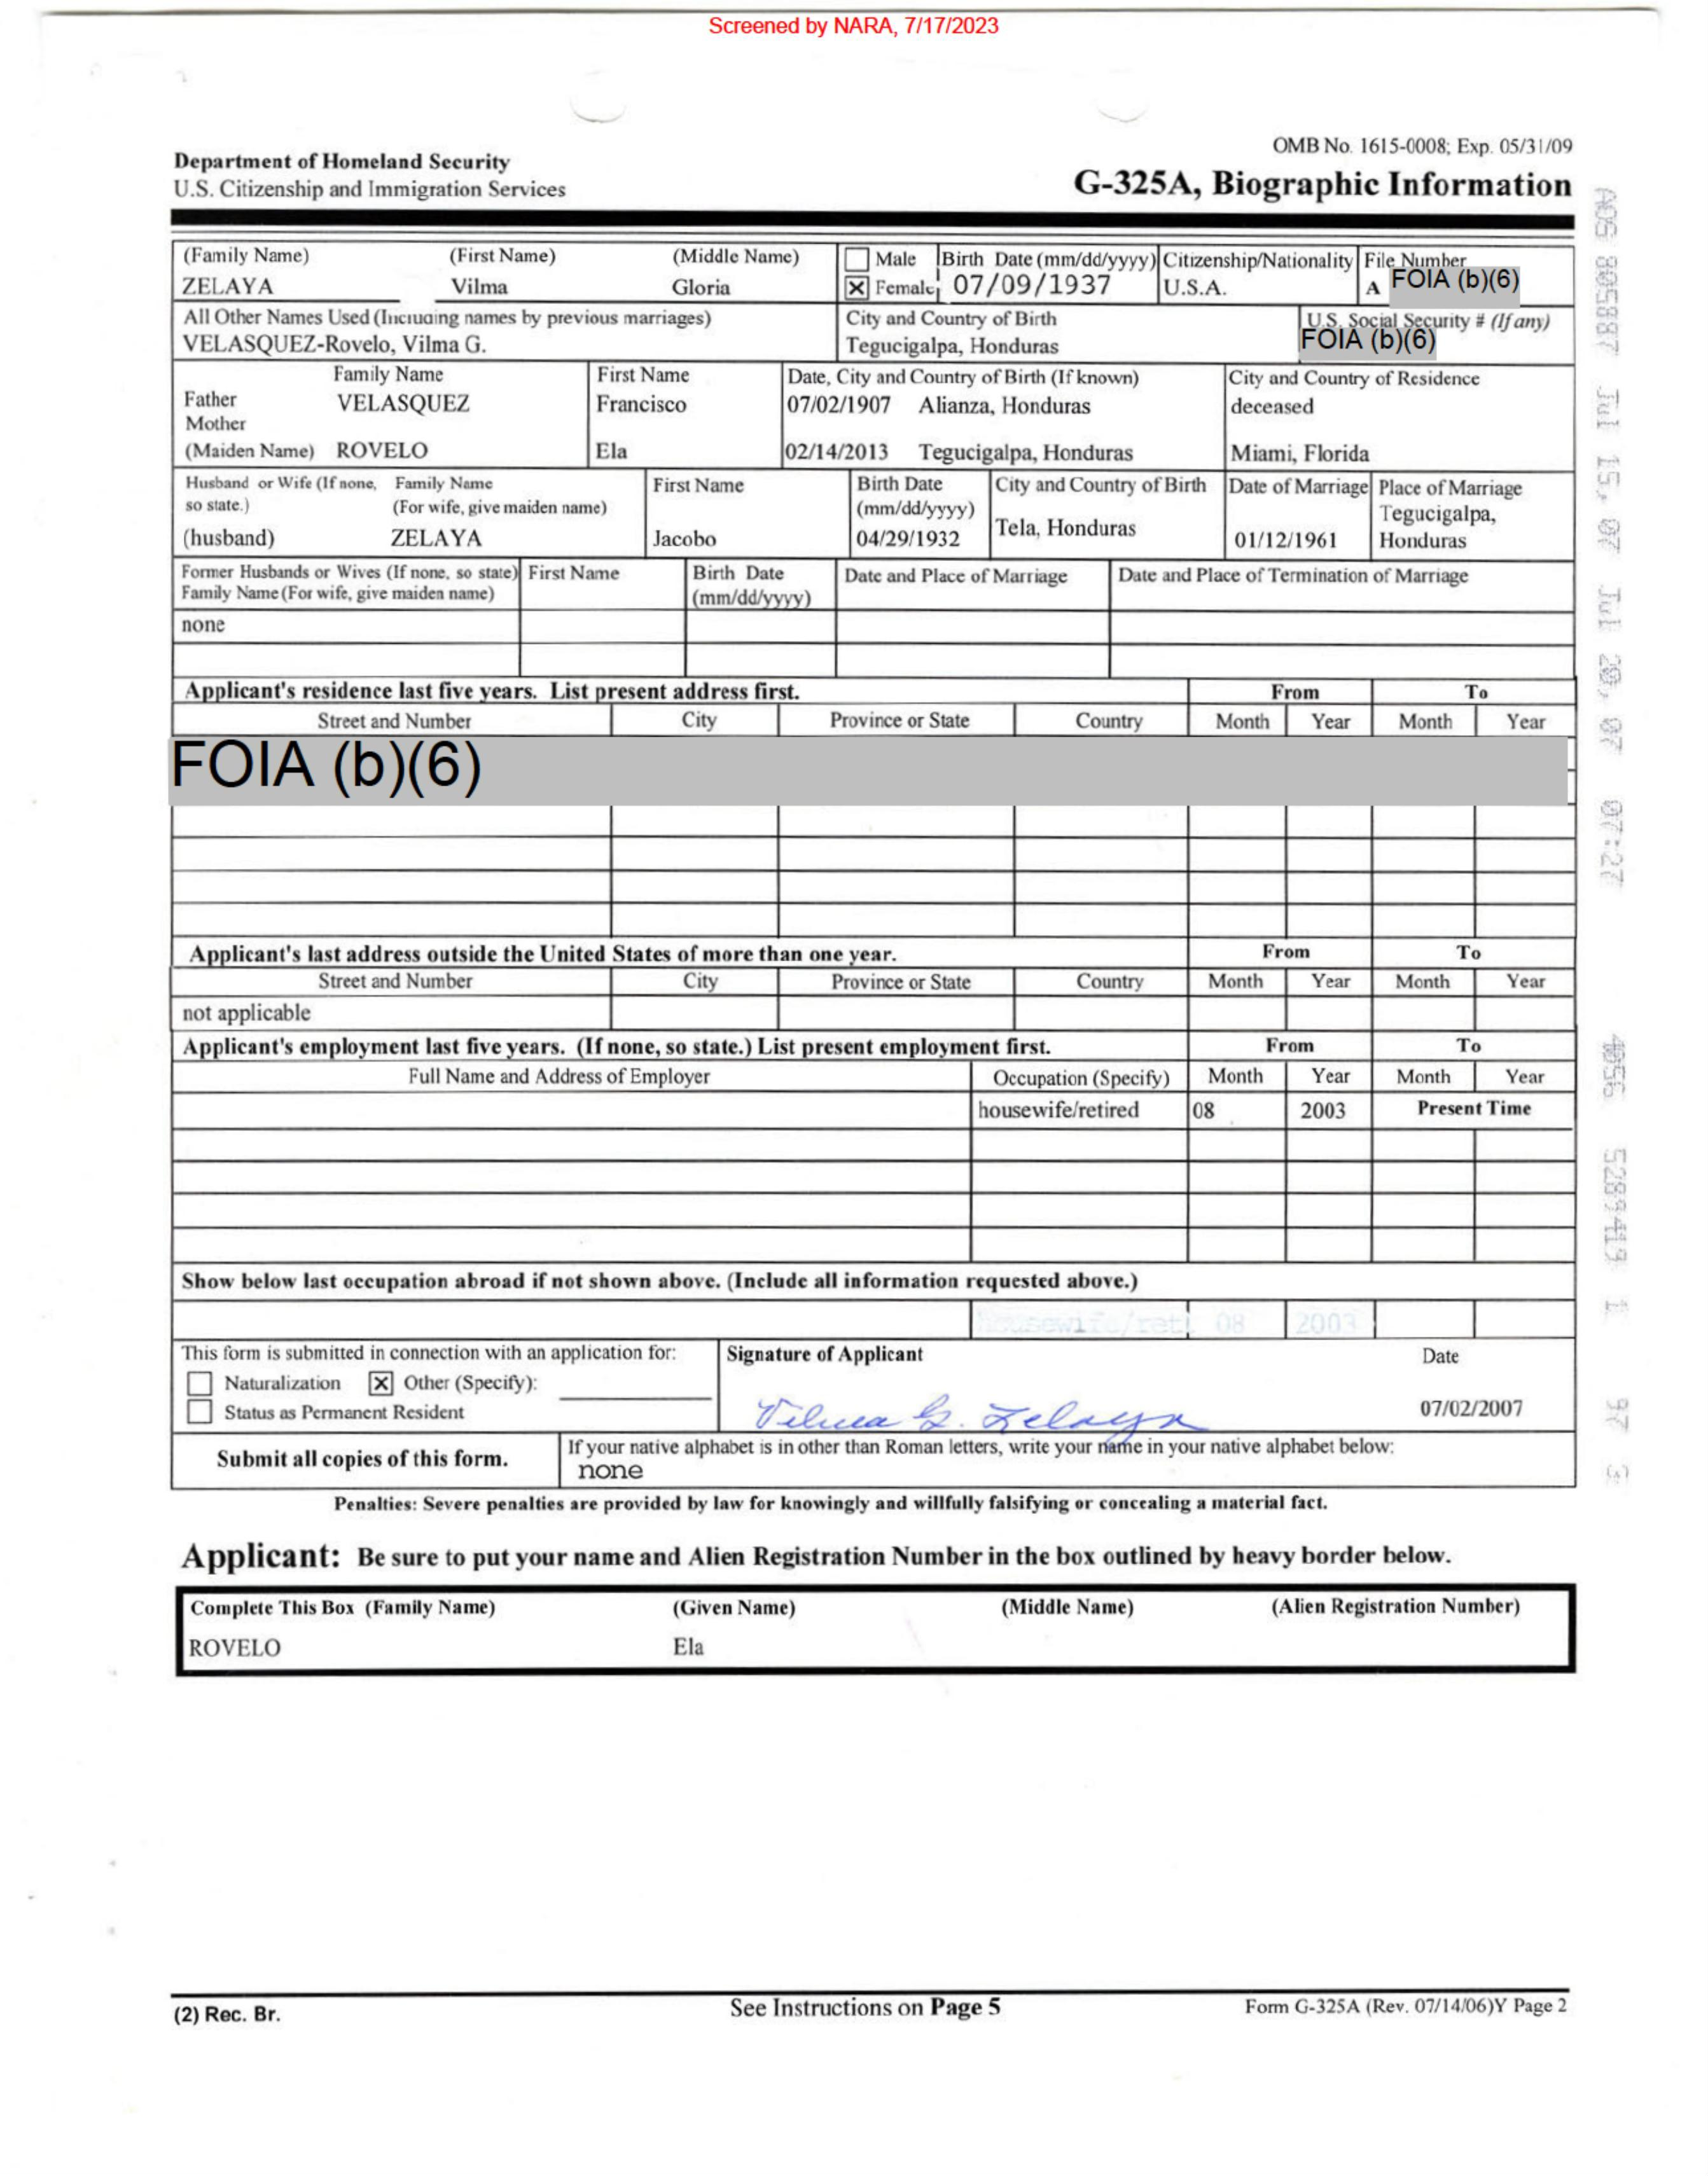 Screened by NARA, 7/17/2023
OMB No. 1615-0008; Exp. 05/31/09
Department of Homeland Security
U.S. Citizenship and Immigration Services
G-325A, Biographic Information
(Family Name) (First Name) (Middle Name) Male Birth Date (mm/dd/yyyy) Citizenship/Nationality File Number
ZELAYA Vilma Gloria X Female 07/09/1937 U.S.A. A FOIA (b)(6)
All Other Names Used (Including names by previous marriages) City and Country of Birth U.S. Social Security # (If any)
VELASQUEZ-Rovelo, Vilma G. Tegucigalpa, Honduras FOIA (b)(6)
Family Name First Name Date, City and Country of Birth (If known) City and Country of Residence
Father VELASQUEZ Francisco 07/02/1907 Alianza, Honduras deceased
Mother
(Maiden Name) ROVELO Ela 02/14/2013 Tegucigalpa, Honduras Miami, Florida
Husband or Wife (If none, Family Name First Name Birth Date City and Country of Birth Date of Marriage Place of Marriage
so state.) (For wife, give maiden name) (mm/dd/yyyy) Tela, Honduras Tegucigalpa,
(husband) ZELAYA Jacobo 04/29/1932 01/12/1961 Honduras
Former Husbands or Wives (If none, so state) First Name Birth Date Date and Place of Marriage Date and Place of Termination of Marriage
Family Name (For wife, give maiden name) (mm/dd/yyyy)
none
Applicant's residence last five years. List present address first. From To
Street and Number City Province or State Country Month Year Month Year
FOIA (b)(6)
Applicant's last address outside the United States of more than one year. From To
Street and Number City Province or State Country Month Year Month Year
not applicable
Applicant's employment last five years. (If none, so state.) List present employment first. From To
Full Name and Address of Employer Occupation (Specify) Month Year Month Year
housewife/retired 08 2003 Present Time
Show below last occupation abroad if not shown above. (Include all information requested above.)
housewife/ret 08 2003
This form is submitted in connection with an application for: Signature of Applicant Date
Naturalization X Other (Specify):
Status as Permanent Resident Vilma G. Zelaya 07/02/2007
Submit all copies of this form. If your native alphabet is in other than Roman letters, write your name in your native alphabet below:
none
Penalties: Severe penalties are provided by law for knowingly and willfully falsifying or concealing a material fact.
Applicant: Be sure to put your name and Alien Registration Number in the box outlined by heavy border below.
Complete This Box (Family Name) (Given Name) (Middle Name) (Alien Registration Number)
ROVELO Ela
(2) Rec. Br. See Instructions on Page 5 Form G-325A (Rev. 07/14/06)Y Page 2